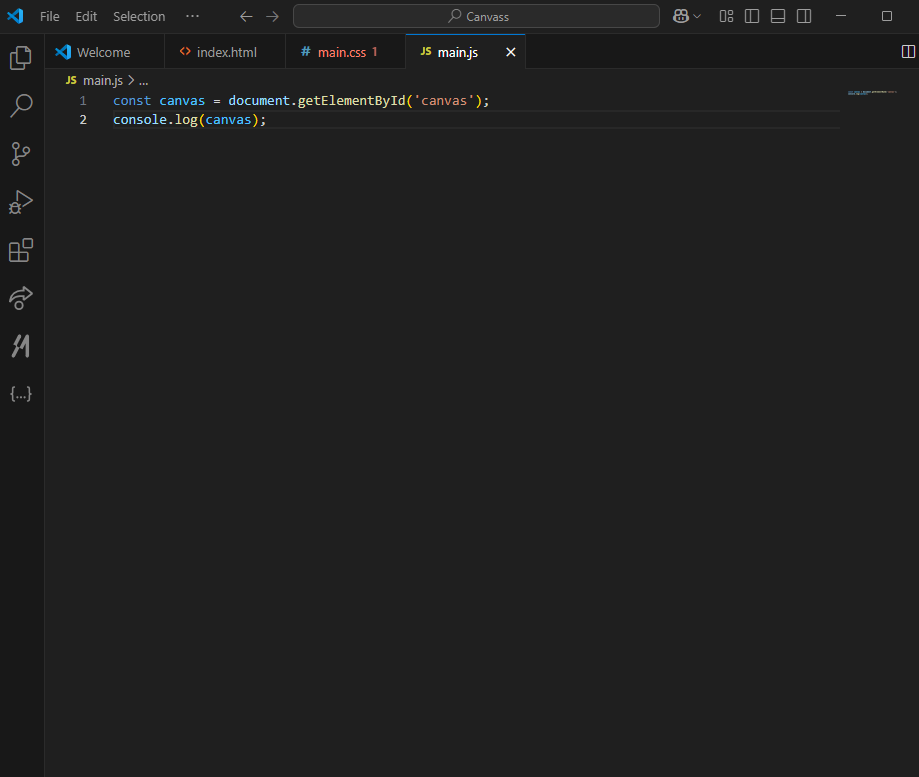 File Edit Selection ··· Canvass
Welcome index.html # main.css 1 JS main.js
JS main.js > ...
1 const canvas = document.getElementById('canvas');
2 console.log(canvas);
{...}